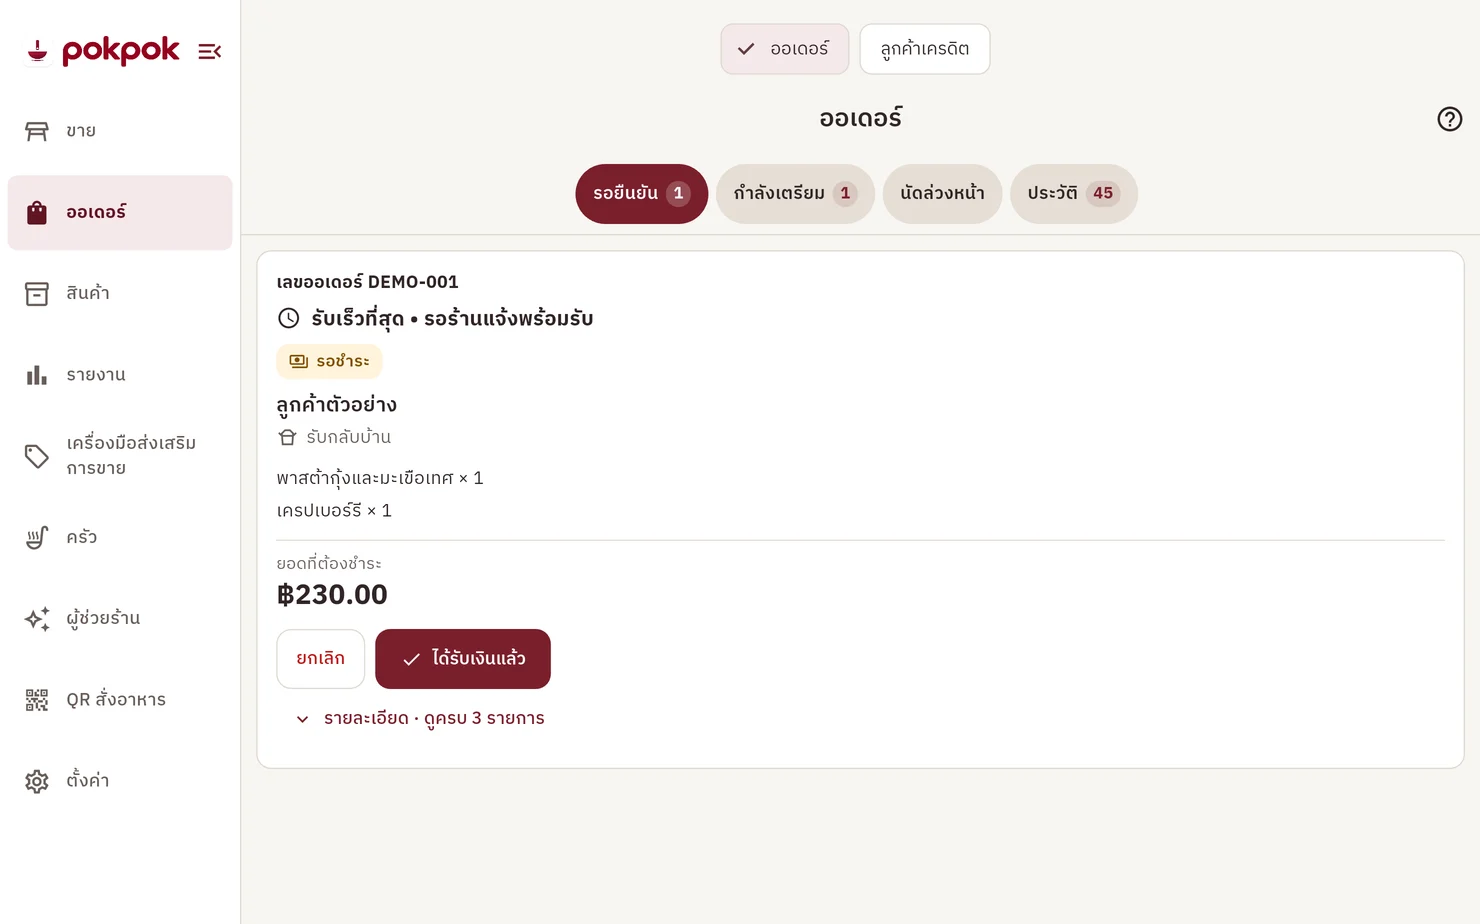 pokpok
ขาย
ออเดอร์
สินค้า
รายงาน
เครื่องมือส่งเสริม
การขาย
ครัว
ผู้ช่วยร้าน
QR สั่งอาหาร
ตั้งค่า
ออเดอร์
ลูกค้าเครดิต
ออเดอร์
รอยืนยัน 1
กำลังเตรียม 1
นัดล่วงหน้า
ประวัติ 45
เลขออเดอร์ DEMO-001
รับเร็วที่สุด • รอร้านแจ้งพร้อมรับ
รอชำระ
ลูกค้าตัวอย่าง
รับกลับบ้าน
พาสต้ากุ้งและมะเขือเทศ × 1
เครปเบอร์รี × 1
ยอดที่ต้องชำระ
฿230.00
ยกเลิก
ได้รับเงินแล้ว
รายละเอียด · ดูครบ 3 รายการ